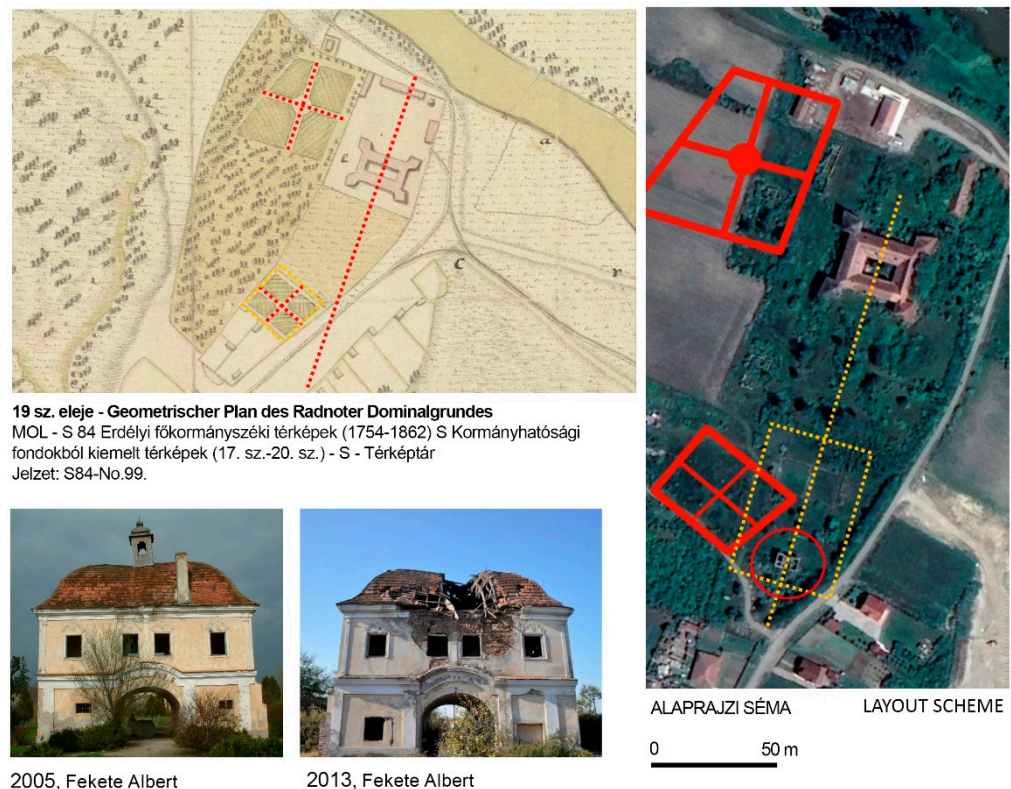 19 sz. eleje - Geometrischer Plan des Radnoter Dominalgrundes
MOL - S 84 Erdélyi főkormányszéki térképek (1754-1862) S Kormányhatósági
fondokból kiemelt térképek (17. sz.-20. sz.) - S - Térképtár
Jelzet: S84-No.99.
2005, Fekete Albert
2013, Fekete Albert
ALAPRAJZI SÉMA
LAYOUT SCHEME
0
50 m
a
C
r